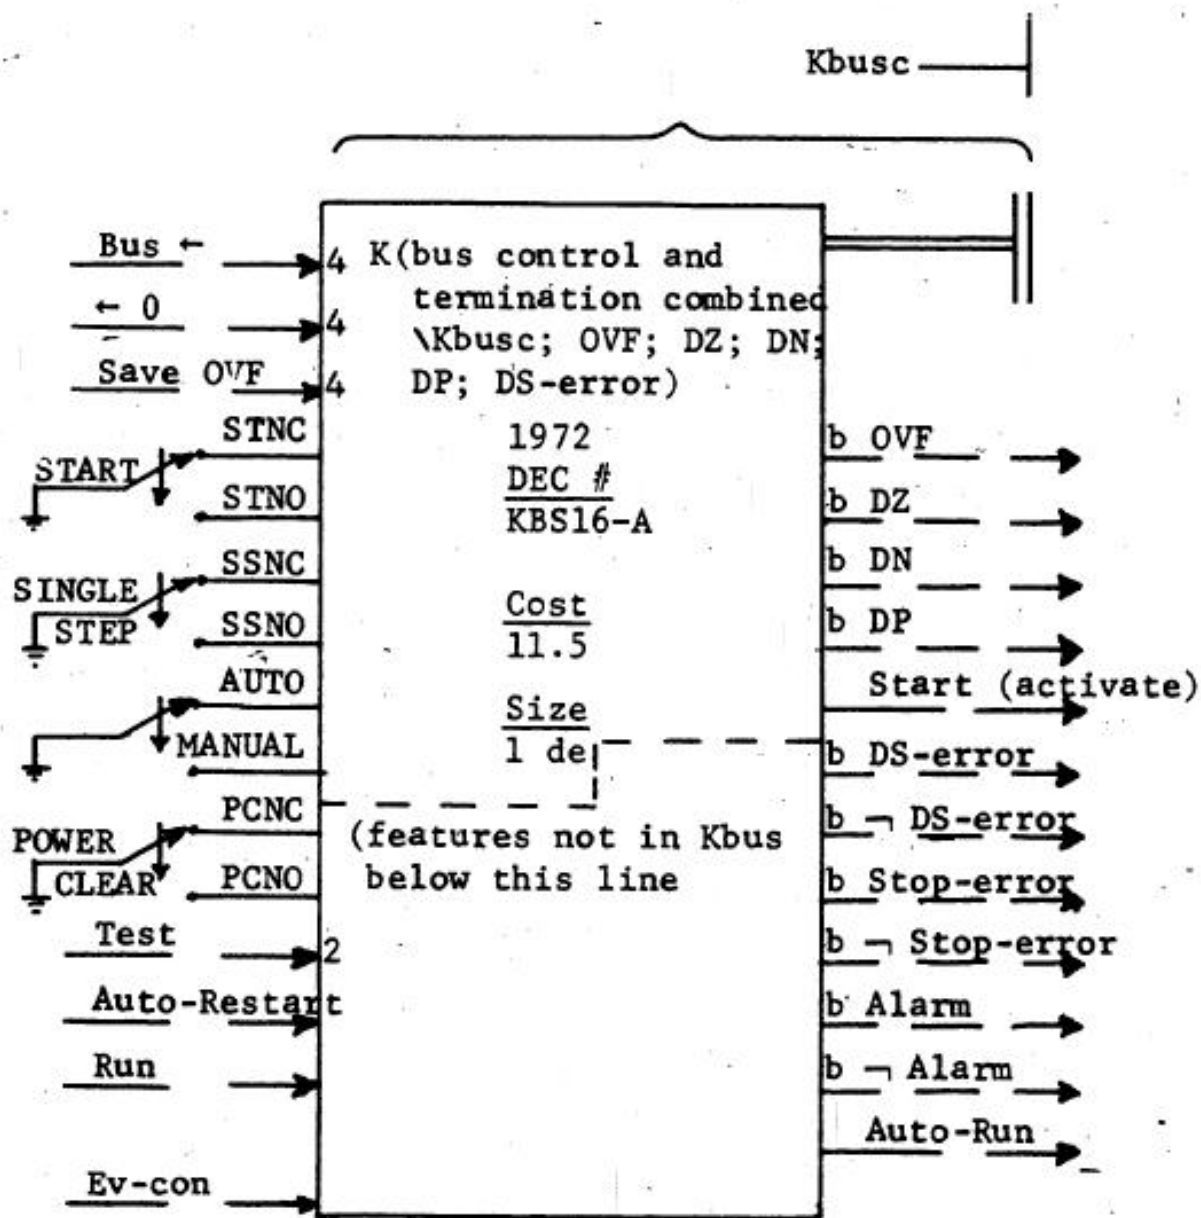 Kbusc
Bus ←
4
K(bus control and
termination combined
← 0
4
\Kbusc; OVF; DZ; DN;
Save OVF
4
DP; DS-error)
STNC
START
STNO
1972
DEC #
KBS16-A
b OVF
b DZ
SSNC
SINGLE
STEP
SSNO
Cost
11.5
b DN
b DP
AUTO
MANUAL
Size
1 de
Start (activate)
b DS-error
PCNC
POWER
CLEAR
PCNO
(features not in Kbus
below this line
b ¬ DS-error
b Stop-error
Test
2
b ¬ Stop-error
Auto-Restart
b Alarm
Run
b ¬ Alarm
Auto-Run
Ev-con